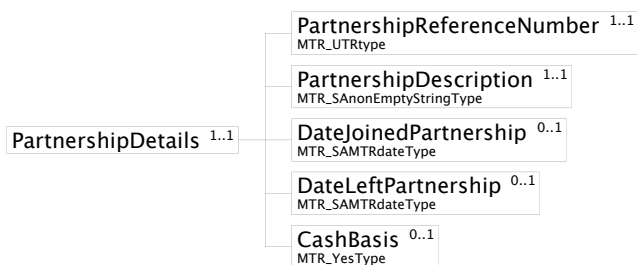 PartnershipReferenceNumber 1..1
MTR_UTRtype
PartnershipDescription 1..1
MTR_SAnonEmptyStringType
PartnershipDetails 1..1
DateJoinedPartnership 0..1
MTR_SAMTRdateType
DateLeftPartnership 0..1
MTR_SAMTRdateType
CashBasis 0..1
MTR_YesType